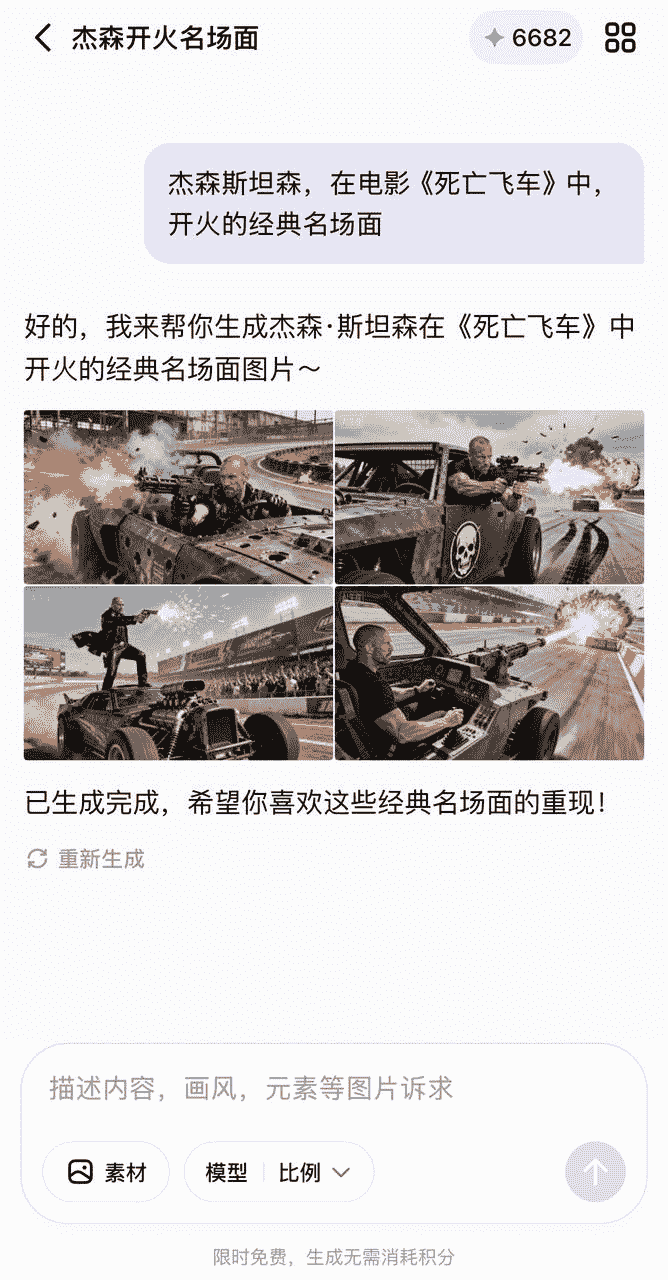 杰森开火名场面
6682
杰森斯坦森，在电影《死亡飞车》中，
开火的经典名场面
好的，我来帮你生成杰森·斯坦森在《死亡飞车》中
开火的经典名场面图片～
已生成完成，希望你喜欢这些经典名场面的重现！
重新生成
描述内容，画风，元素等图片诉求
素材
模型
比例
限时免费，生成无需消耗积分